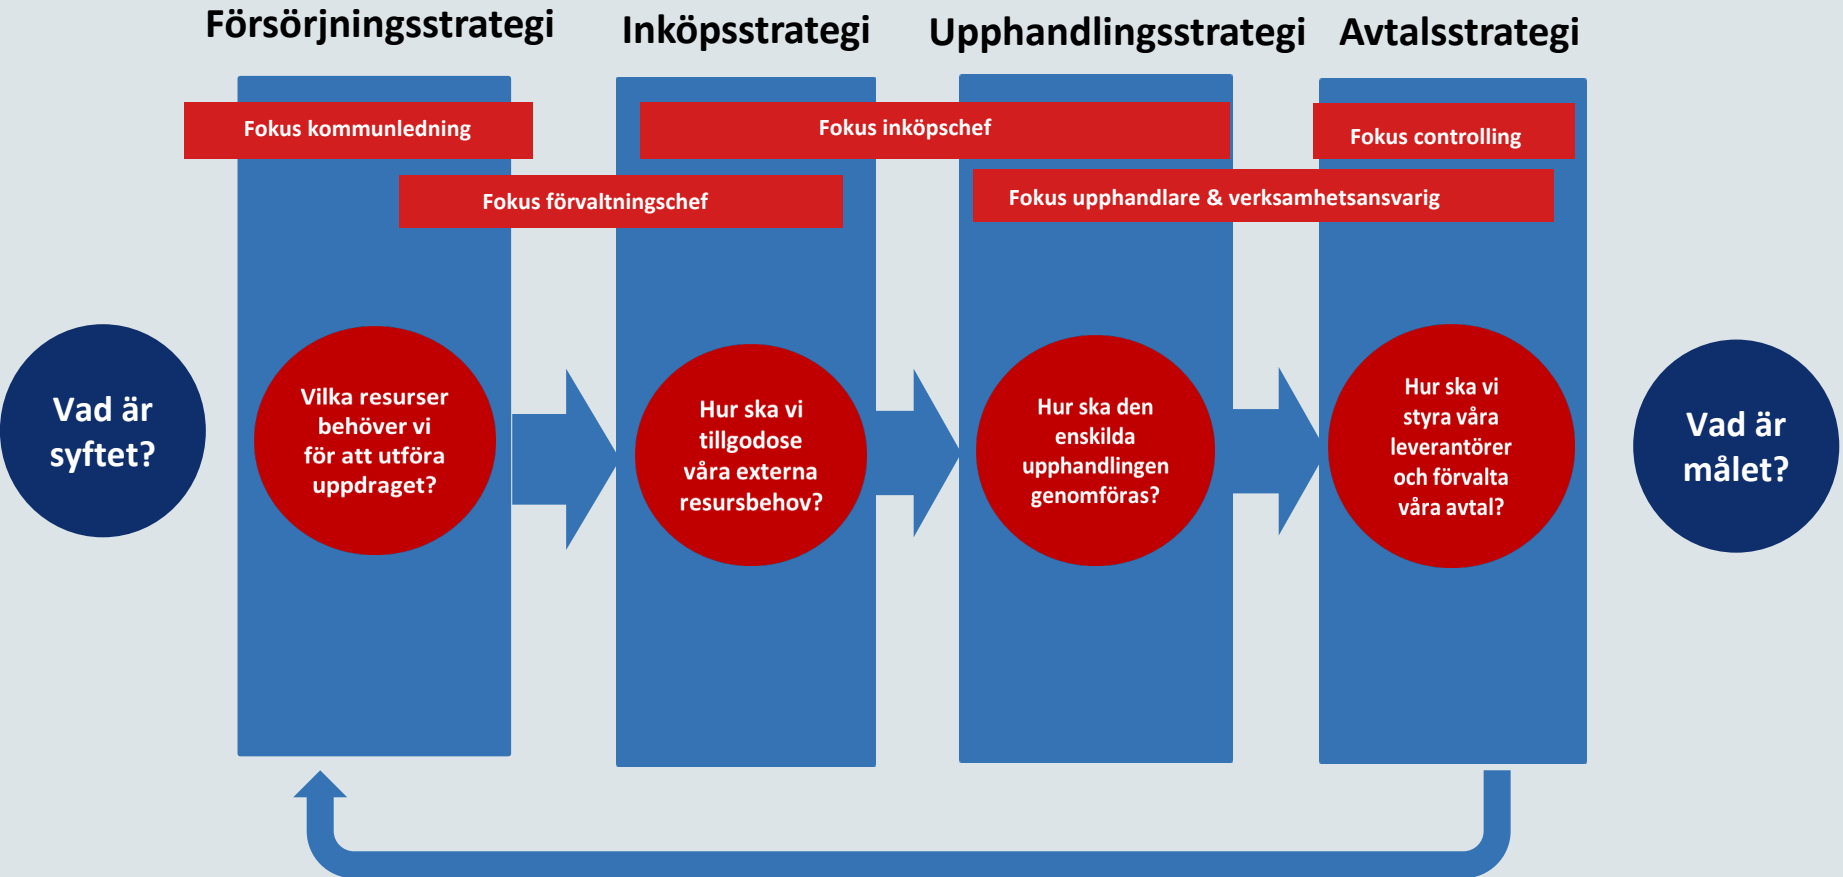 Försörjningsstrategi
Inköpsstrategi
Upphandlingsstrategi
Avtalsstrategi
Fokus kommunledning
Fokus inköpschef
Fokus controlling
Fokus förvaltningschef
Fokus upphandlare & verksamhetsansvarig
Vad är
syftet?
Vilka resurser
behöver vi
för att utföra
uppdraget?
Hur ska vi
tillgodose
våra externa
resursbehov?
Hur ska den
enskilda
upphandlingen
genomföras?
Hur ska vi
styra våra
leverantörer
och förvalta
våra avtal?
Vad är
målet?